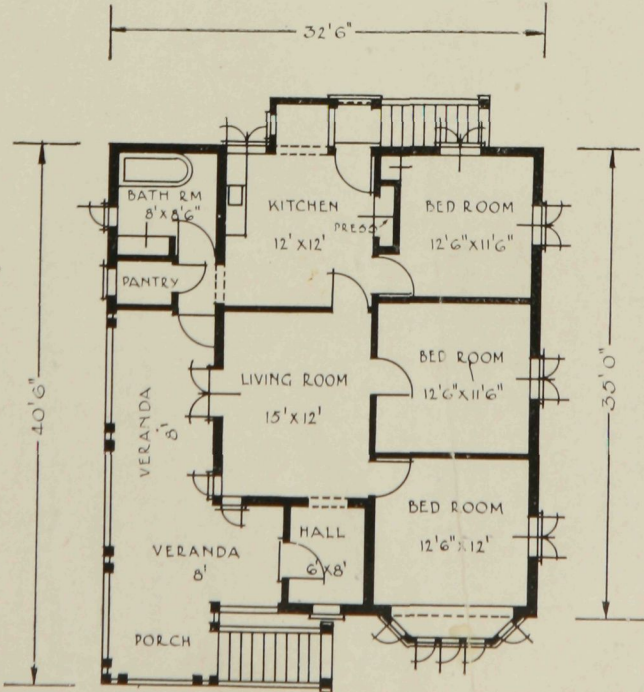 32'6"
BATH RM
8'X8'6"
KITCHEN
12' X12'
PRESS
BED ROOM
12'6"X11'6"
PANTRY
LIVING ROOM
15' X 12'
BED ROOM
12'6"X11'6"
VERANDA
8'
40'6"
35'0"
BED ROOM
12'6"X12'
HALL
6'X8'
VERANDA
8'
PORCH